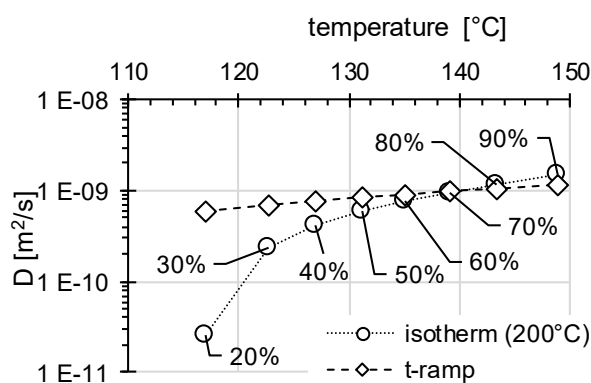 temperature [°C]
110 120 130 140 150
1 E-08
80% 90%
1 E-09
D [m²/s]
70%
30% 40% 50% 60%
1 E-10
20%
isotherm (200°C)
t-ramp
1 E-11